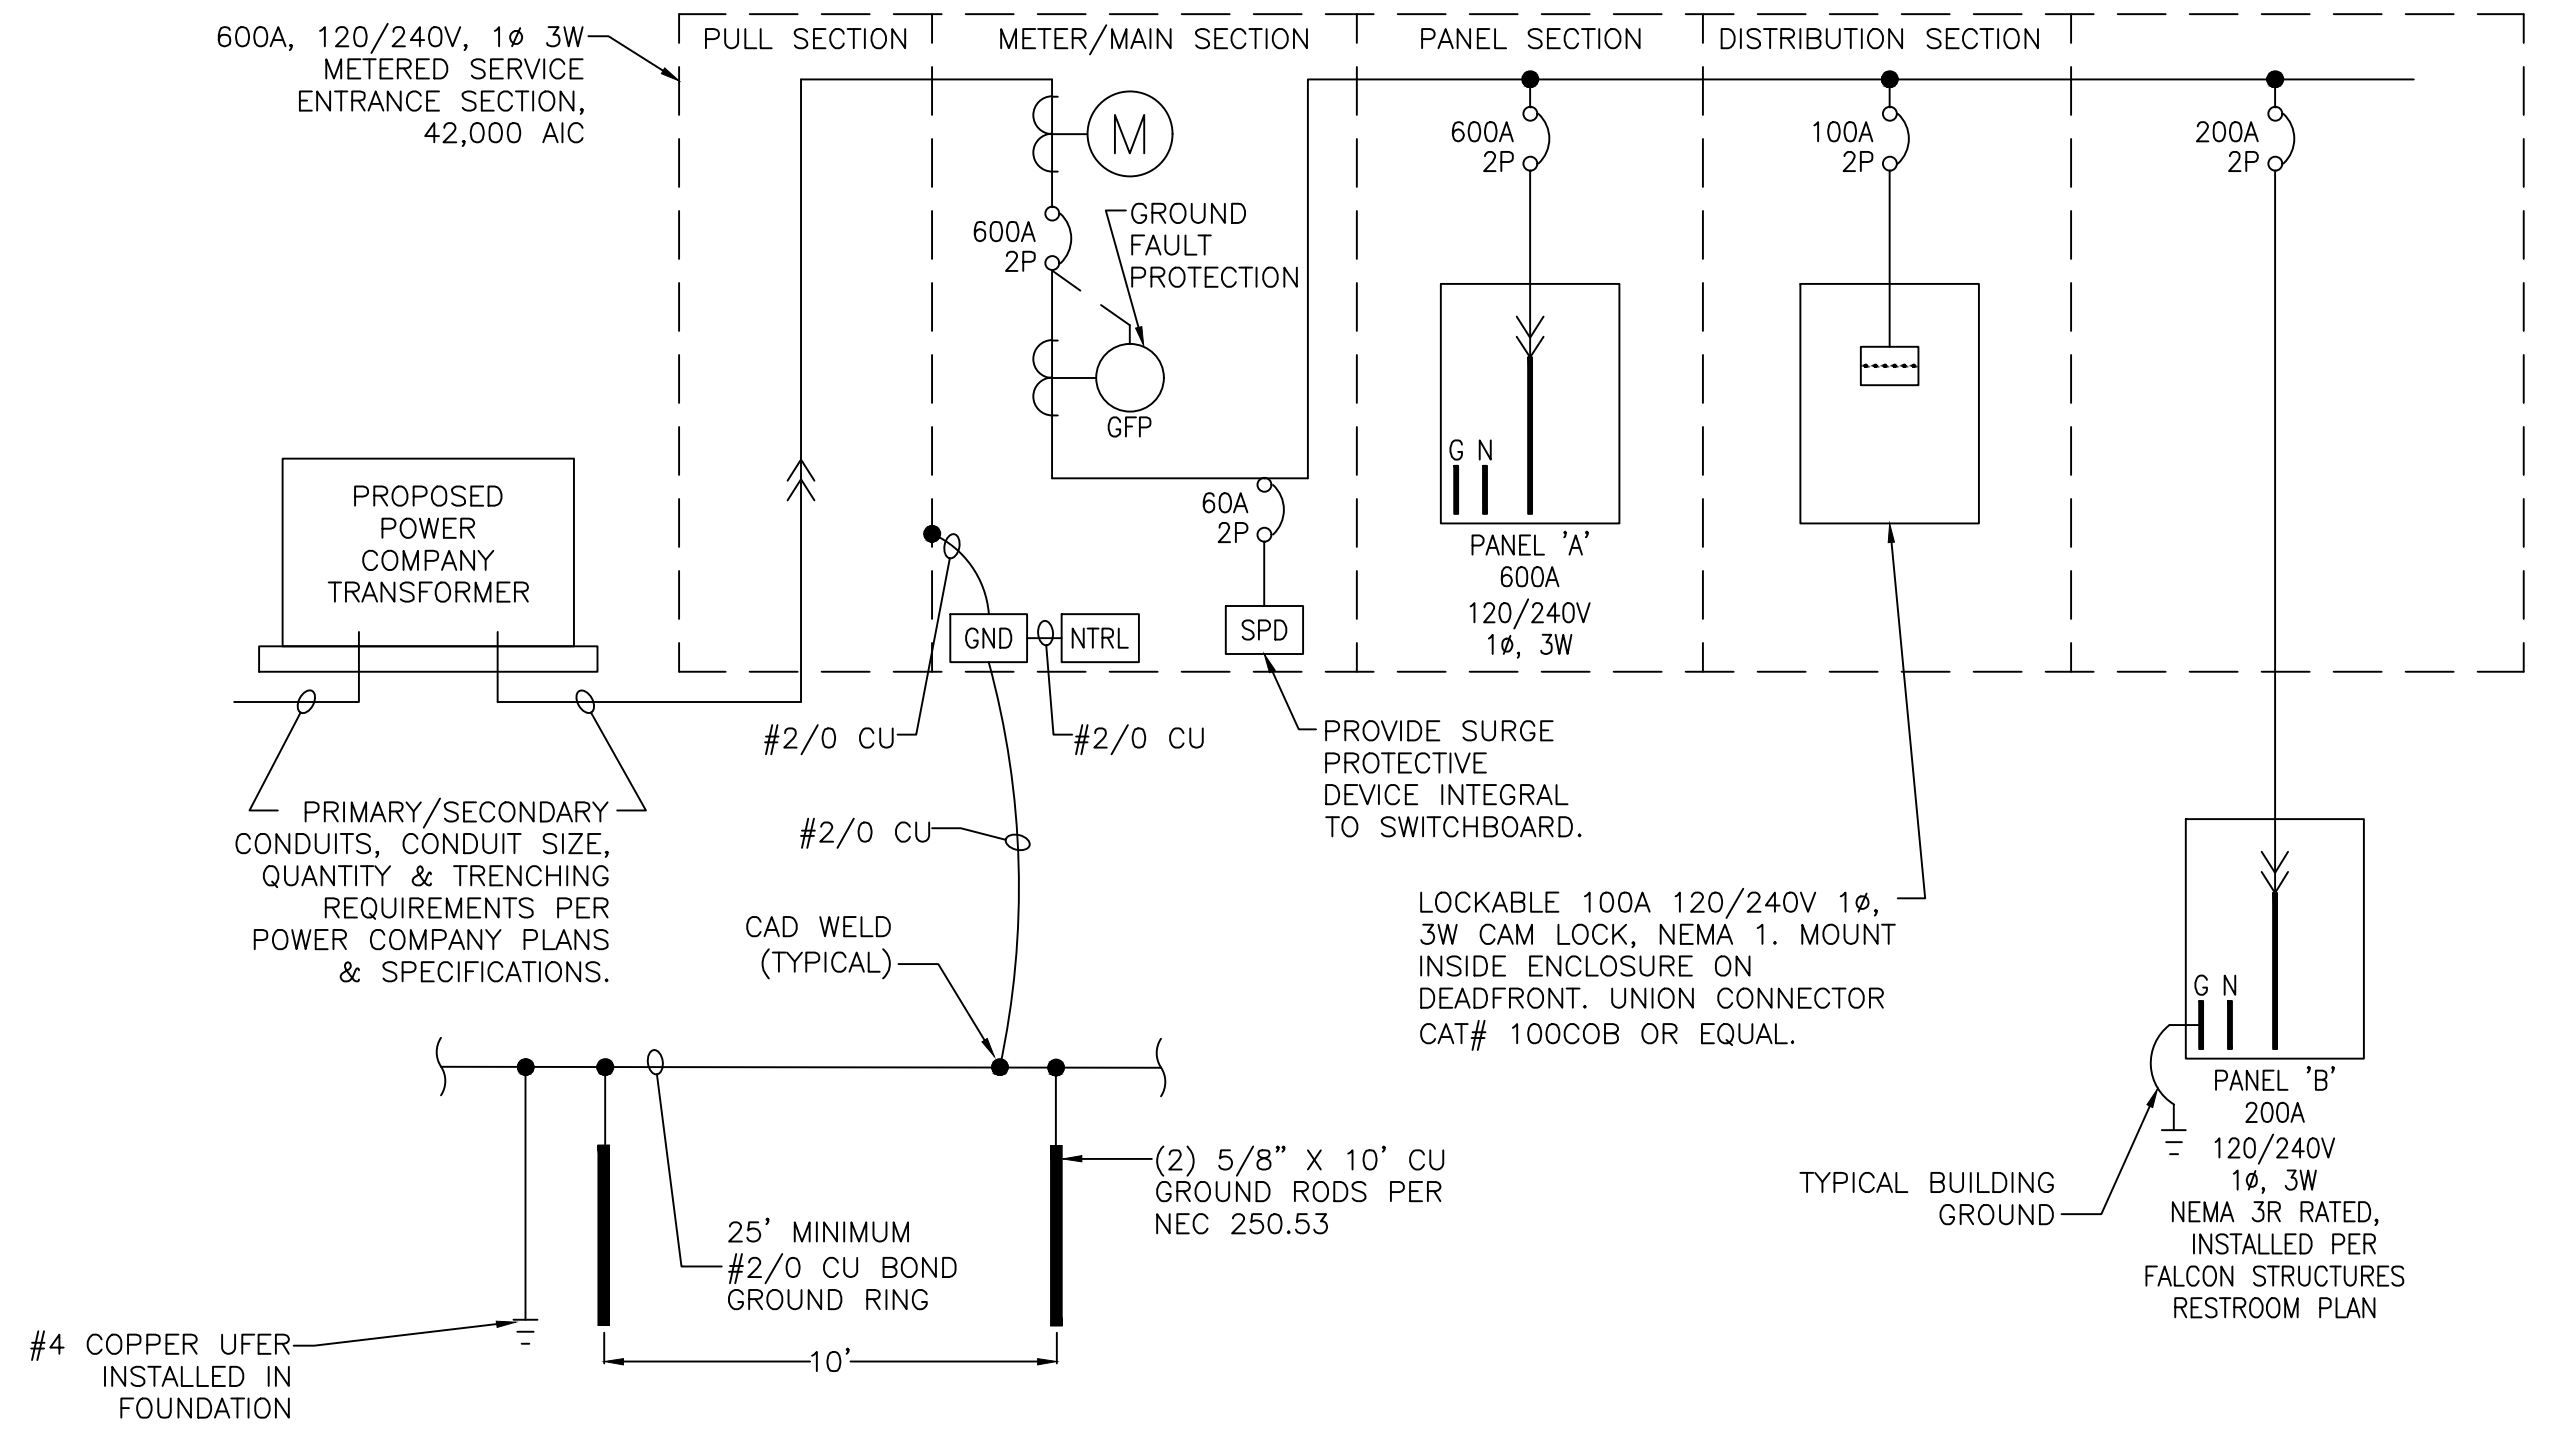 600A, 120/240V, 1ø 3W
METERED SERVICE
ENTRANCE SECTION,
42,000 AIC
PULL SECTION
METER/MAIN SECTION
PANEL SECTION
DISTRIBUTION SECTION
M
600A
2P
GROUND
FAULT
PROTECTION
GFP
600A
2P
100A
2P
200A
2P
PROPOSED
POWER
COMPANY
TRANSFORMER
60A
2P
GND
NTRL
SPD
G N
PANEL 'A'
600A
120/240V
1ø, 3W
#2/0 CU
#2/0 CU
PROVIDE SURGE
PROTECTIVE
DEVICE INTEGRAL
TO SWITCHBOARD.
PRIMARY/SECONDARY
CONDUITS, CONDUIT SIZE,
QUANTITY & TRENCHING
REQUIREMENTS PER
POWER COMPANY PLANS
& SPECIFICATIONS.
#2/0 CU
CAD WELD
(TYPICAL)
LOCKABLE 100A 120/240V 1ø,
3W CAM LOCK, NEMA 1. MOUNT
INSIDE ENCLOSURE ON
DEADFRONT. UNION CONNECTOR
CAT# 100COB OR EQUAL.
G N
PANEL 'B'
200A
120/240V
1ø, 3W
NEMA 3R RATED,
INSTALLED PER
FALCON STRUCTURES
RESTROOM PLAN
TYPICAL BUILDING
GROUND
(2) 5/8" X 10' CU
GROUND RODS PER
NEC 250.53
25' MINIMUM
#2/0 CU BOND
GROUND RING
10'
#4 COPPER UFER
INSTALLED IN
FOUNDATION